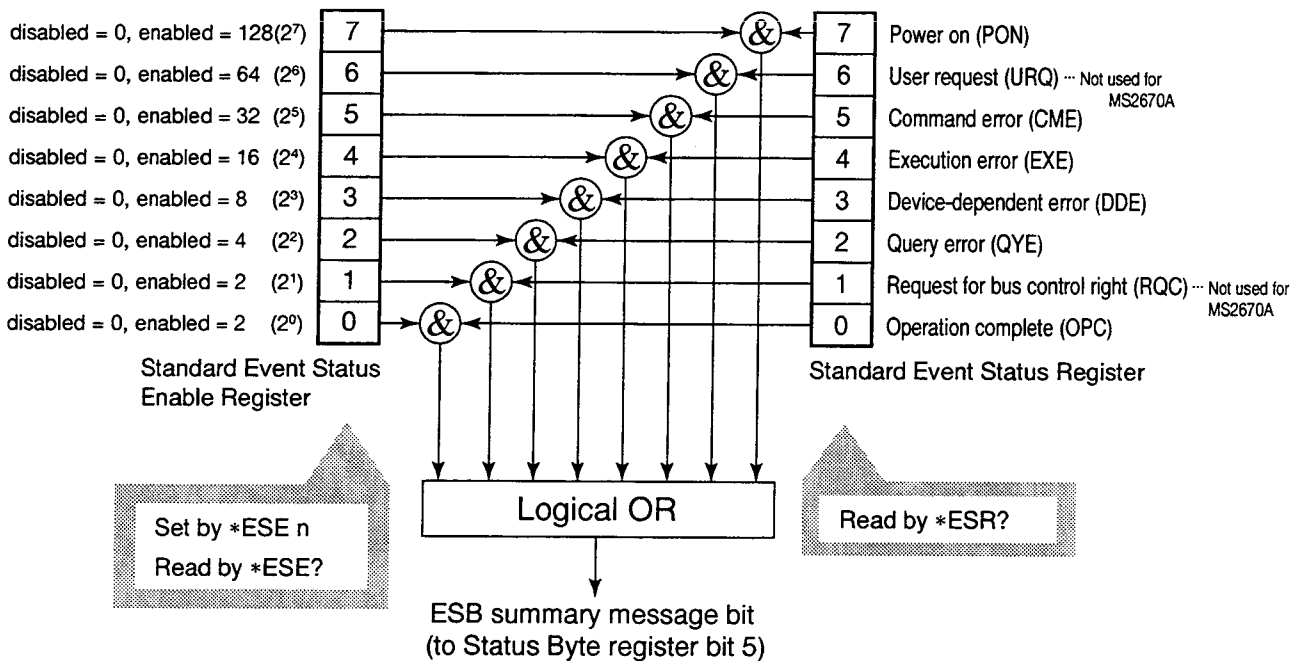 disabled = 0, enabled = 128(2⁷) 7 & 7 Power on (PON)
disabled = 0, enabled = 64 (2⁶) 6 & 6 User request (URQ) ··· Not used for
MS2670A
disabled = 0, enabled = 32 (2⁵) 5 & 5 Command error (CME)
disabled = 0, enabled = 16 (2⁴) 4 & 4 Execution error (EXE)
disabled = 0, enabled = 8 (2³) 3 & 3 Device-dependent error (DDE)
disabled = 0, enabled = 4 (2²) 2 & 2 Query error (QYE)
disabled = 0, enabled = 2 (2¹) 1 & 1 Request for bus control right (RQC) ··· Not used for
MS2670A
disabled = 0, enabled = 2 (2⁰) 0 & 0 Operation complete (OPC)
Standard Event Status
Enable Register
Standard Event Status Register
Set by *ESE n
Read by *ESE?
Logical OR
Read by *ESR?
ESB summary message bit
(to Status Byte register bit 5)